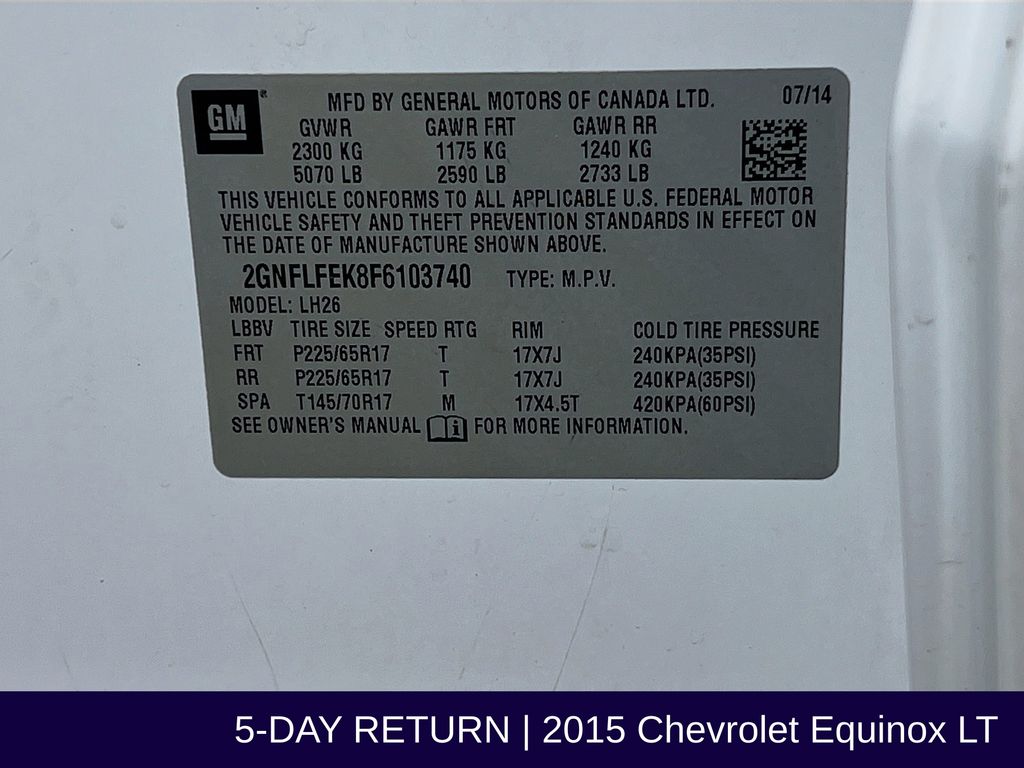 GM
MFD BY GENERAL MOTORS OF CANADA LTD. 07/14
GVWR GAWR FRT GAWR RR
2300 KG 1175 KG 1240 KG
5070 LB 2590 LB 2733 LB
THIS VEHICLE CONFORMS TO ALL APPLICABLE U.S. FEDERAL MOTOR
VEHICLE SAFETY AND THEFT PREVENTION STANDARDS IN EFFECT ON
THE DATE OF MANUFACTURE SHOWN ABOVE.
2GNFLFEK8F6103740 TYPE: M.P.V.
MODEL: LH26
LBBV TIRE SIZE SPEED RTG RIM COLD TIRE PRESSURE
FRT P225/65R17 T 17X7J 240KPA(35PSI)
RR P225/65R17 T 17X7J 240KPA(35PSI)
SPA T145/70R17 M 17X4.5T 420KPA(60PSI)
SEE OWNER'S MANUAL FOR MORE INFORMATION.
5-DAY RETURN | 2015 Chevrolet Equinox LT